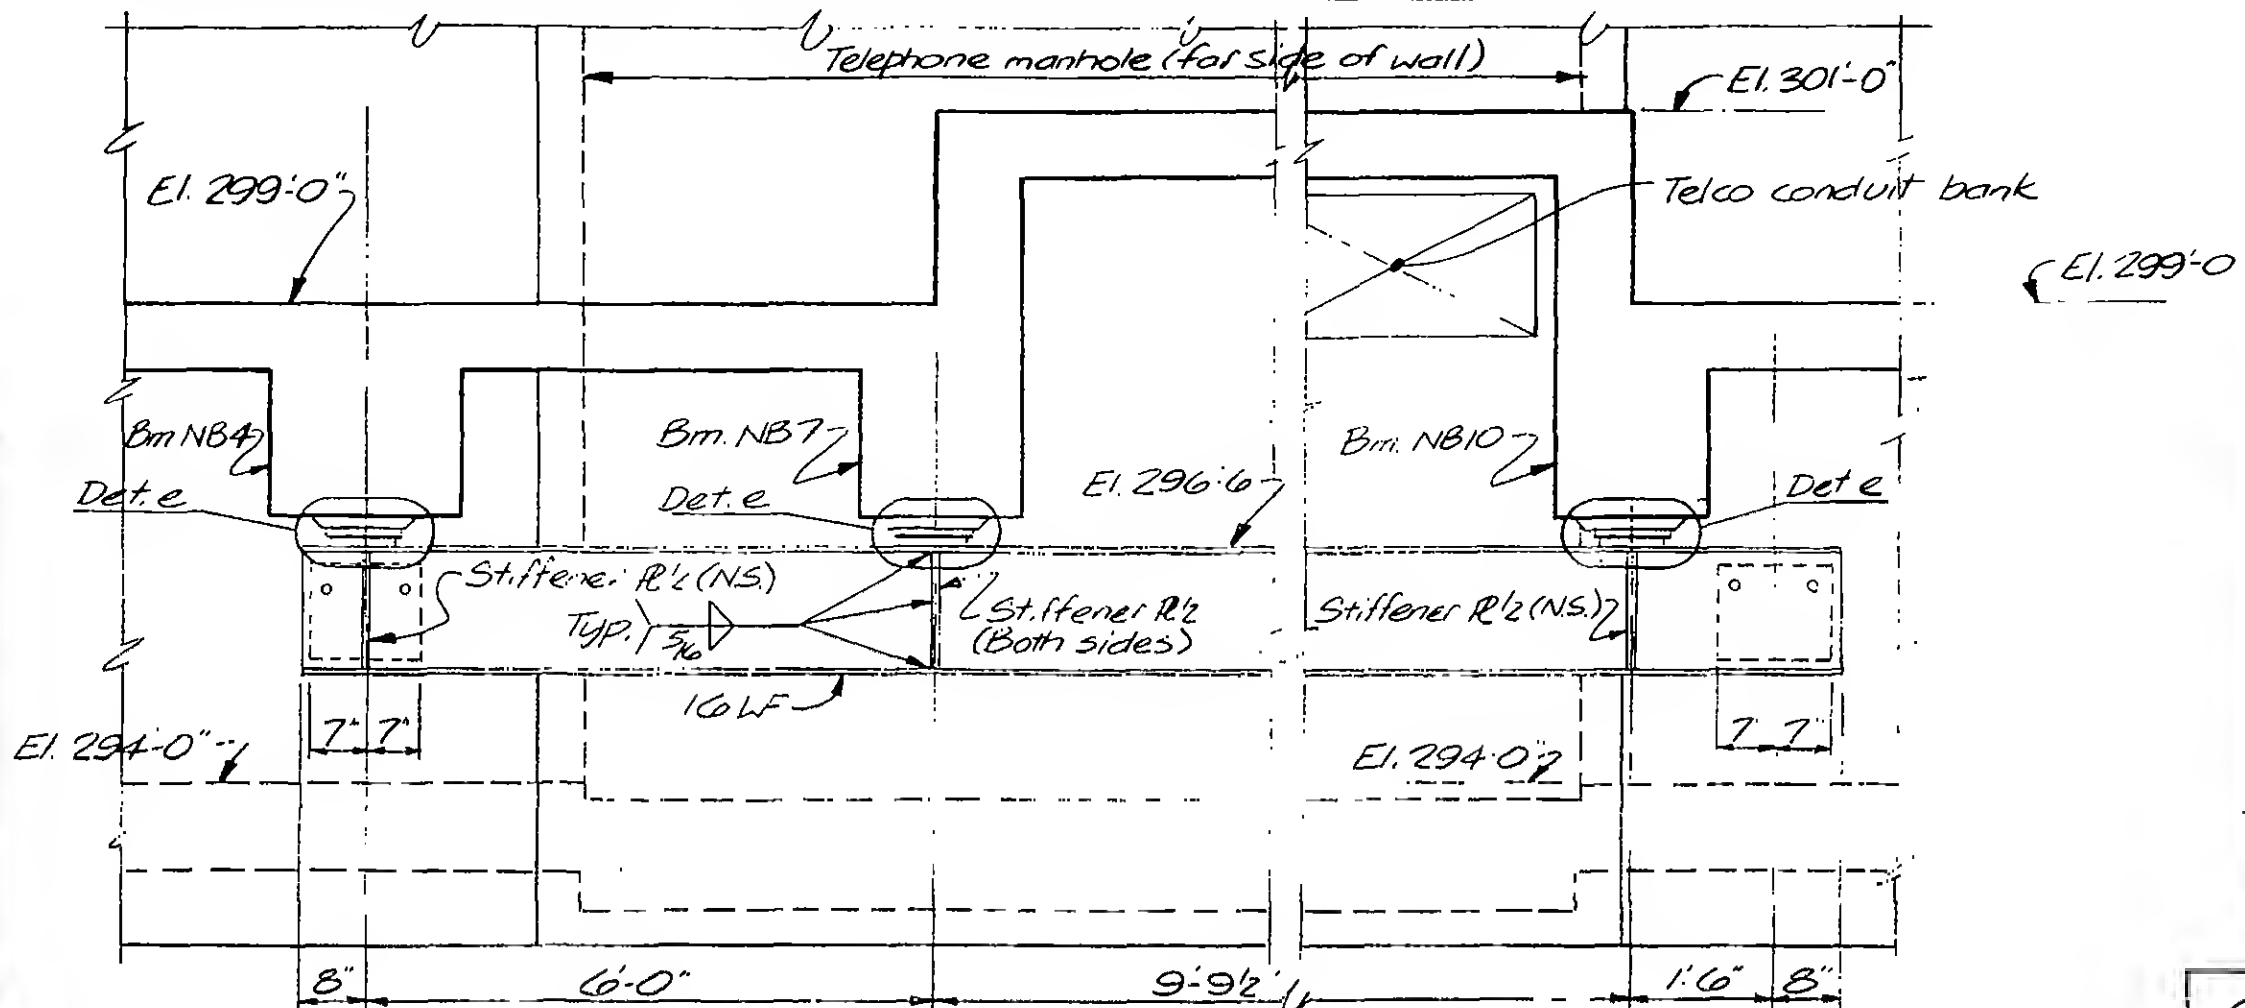 Telephone manhole (far side of wall)
El. 301'-0"
El. 299'-0"
Telco conduit bank
El. 299'-0
Bm NB4
Bm. NB7
Bm. NB10
El. 296'-6
Det. e
Det. e
Det e
Stiffener PL 1/2 (N.S.)
Typ.
5/16
Stiffener PL 1/2
(Both sides)
Stiffener PL 1/2 (N.S.)
16 WF
7" 7"
7" 7"
El. 294'-0"
El. 294'-0"
8" 6'-0" 9'-9 1/2 1'-6" 8"